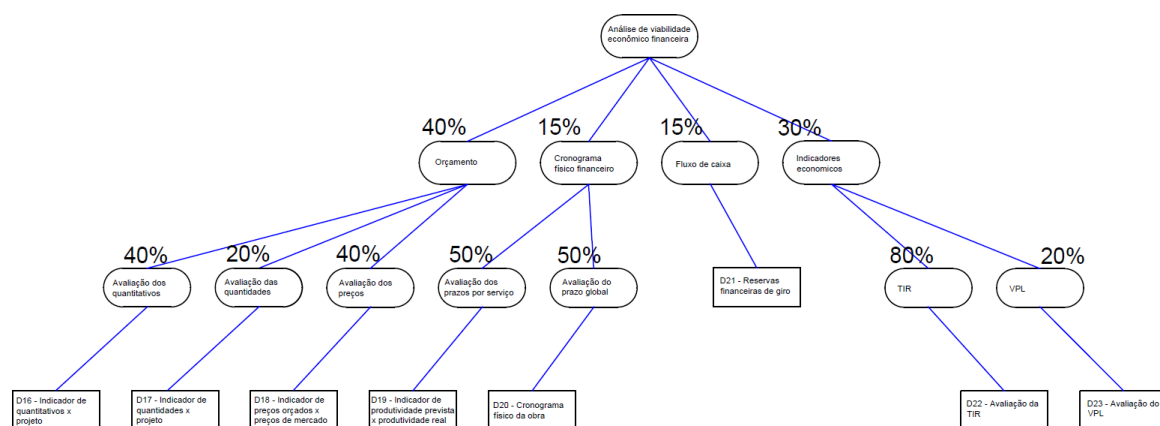 Análise de viabilidade
econômico financeira
40%
15%
15%
30%
Orçamento
Cronograma
físico financeiro
Fluxo de caixa
Indicadores
economicos
40%
20%
40%
50%
50%
80%
20%
Avaliação dos
quantitativos
Avaliação das
quantidades
Avaliação dos
preços
Avaliação dos
prazos por serviço
Avaliação do
prazo global
D21 - Reservas
financeiras de giro
TIR
VPL
D16 - Indicador de
quantitativos x
projeto
D17 - Indicador de
quantidades x
projeto
D18 - Indicador de
preços orçados x
preços de mercado
D19 - Indicador de
produtividade prevista
x produtividade real
D20 - Cronograma
físico da obra
D22 - Avaliação da
TIR
D23 - Avaliação do
VPL